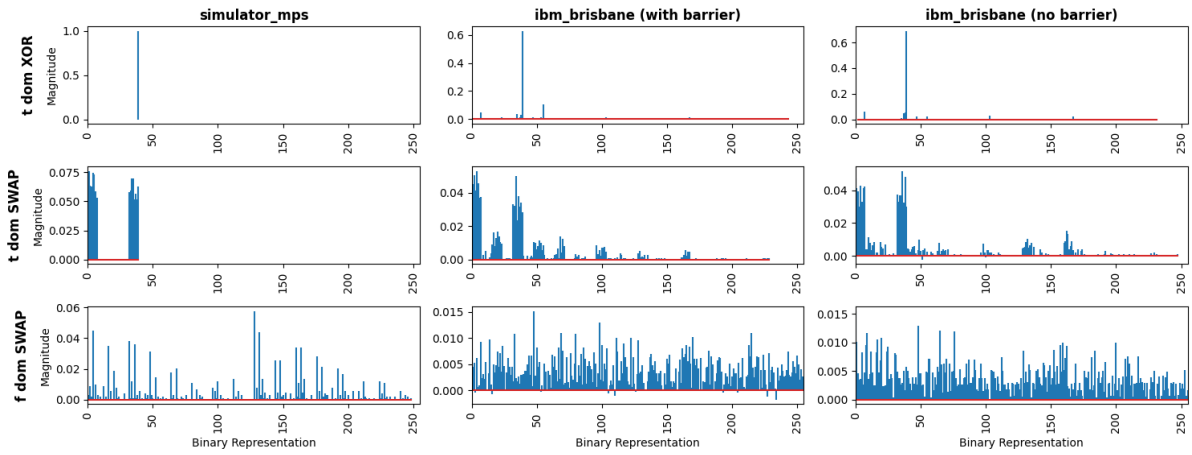 simulator_mps
ibm_brisbane (with barrier)
ibm_brisbane (no barrier)
t dom XOR
Magnitude
1.0
0.5
0.0
0 50 100 150 200 250
0.6
0.4
0.2
0.0
0 50 100 150 200 250
0.6
0.4
0.2
0.0
0 50 100 150 200 250
t dom SWAP
Magnitude
0.075
0.050
0.025
0.000
0 50 100 150 200 250
0.04
0.02
0.00
0 50 100 150 200 250
0.04
0.02
0.00
0 50 100 150 200 250
f dom SWAP
Magnitude
0.06
0.04
0.02
0.00
0 50 100 150 200 250
Binary Representation
0.015
0.010
0.005
0.000
0 50 100 150 200 250
Binary Representation
0.015
0.010
0.005
0.000
0 50 100 150 200 250
Binary Representation